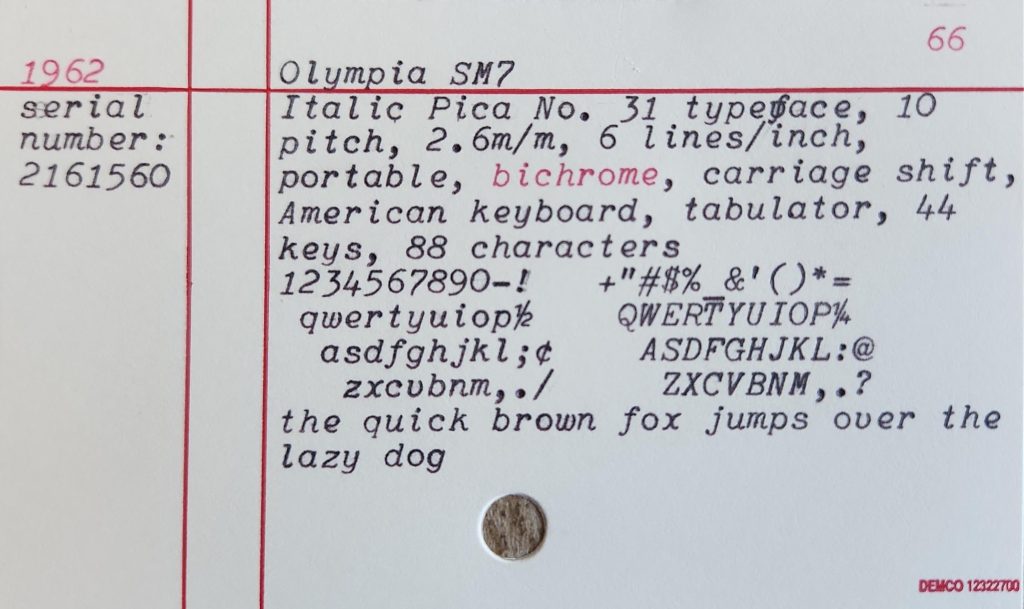 66
1962 Olympia SM7
serial Italic Pica No. 31 typeface, 10
number: pitch, 2.6m/m, 6 lines/inch,
2161560 portable, bichrome, carriage shift,
American keyboard, tabulator, 44
keys, 88 characters
1234567890-! +"#$%_&'()*=
qwertyuiop½ QWERTYUIOP¼
asdfghjkl;¢ ASDFGHJKL:@
zxcvbnm,./ ZXCVBNM,.?
the quick brown fox jumps over the
lazy dog
DEMCO 12322700